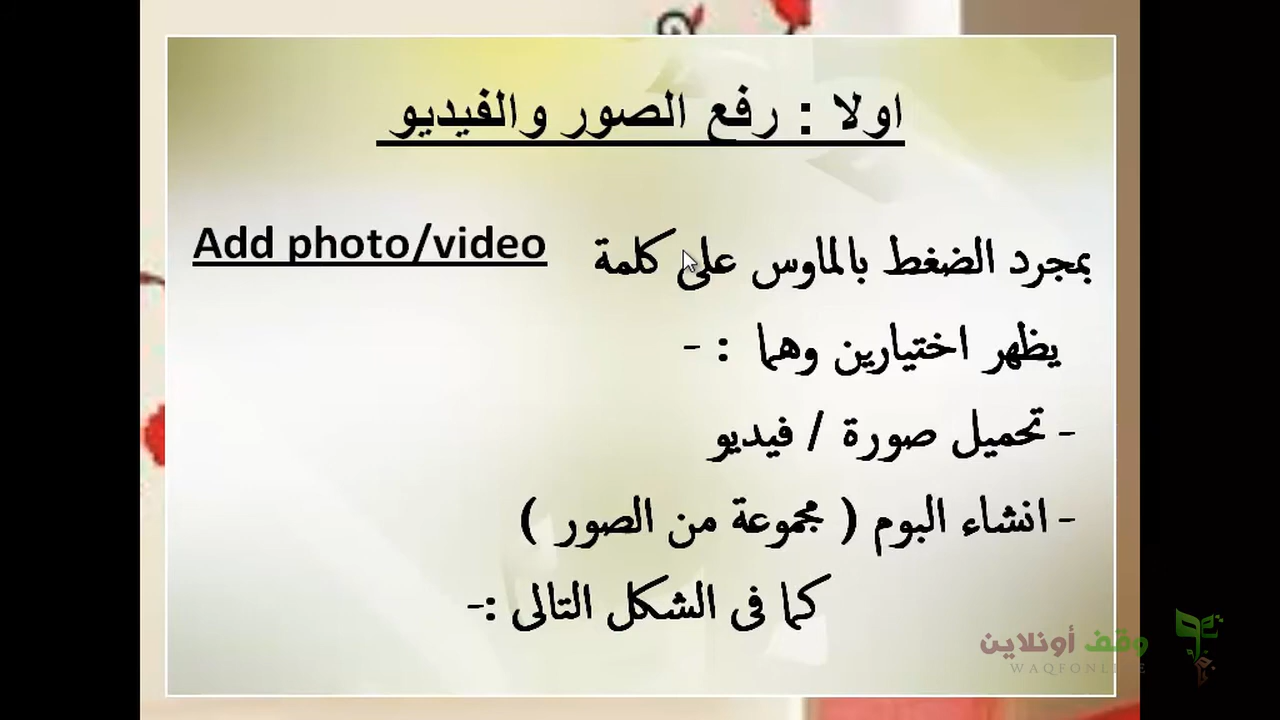 اولا : رفع الصور والفيديو
بمجرد الضغط بالماوس على كلمة Add photo/video
يظهر اختيارين وهما : -
- تحميل صورة / فيديو
- انشاء البوم ( مجموعة من الصور )
كما فى الشكل التالى :-
وقف أونلاين
WAQFONLINE